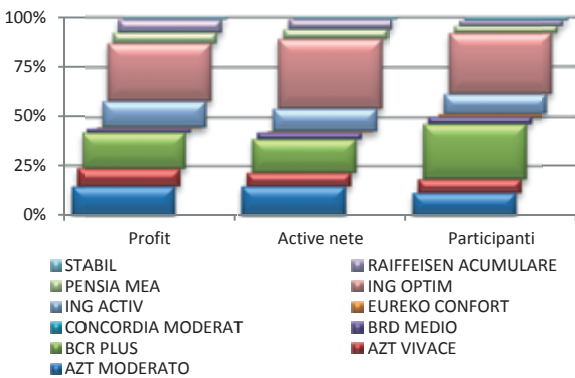 100%
75%
50%
25%
0%
Profit Active nete Participanti
STABIL RAIFFEISEN ACUMULARE
PENSIA MEA ING OPTIM
ING ACTIV EUREKO CONFORT
CONCORDIA MODERAT BRD MEDIO
BCR PLUS AZT VIVACE
AZT MODERATO